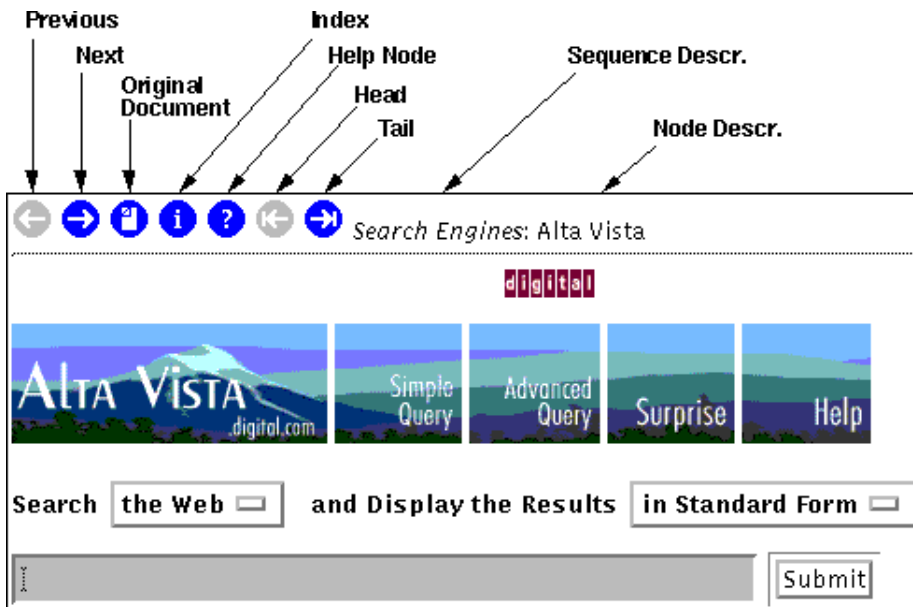 Previous
Index
Next
Help Node
Sequence Descr.
Original
Document
Head
Tail
Node Descr.
i ?
Search Engines: Alta Vista
digital
ALTA VISTA
.digital.com
Simple
Query
Advanced
Query
Surprise
Help
Search the Web and Display the Results in Standard Form
Submit